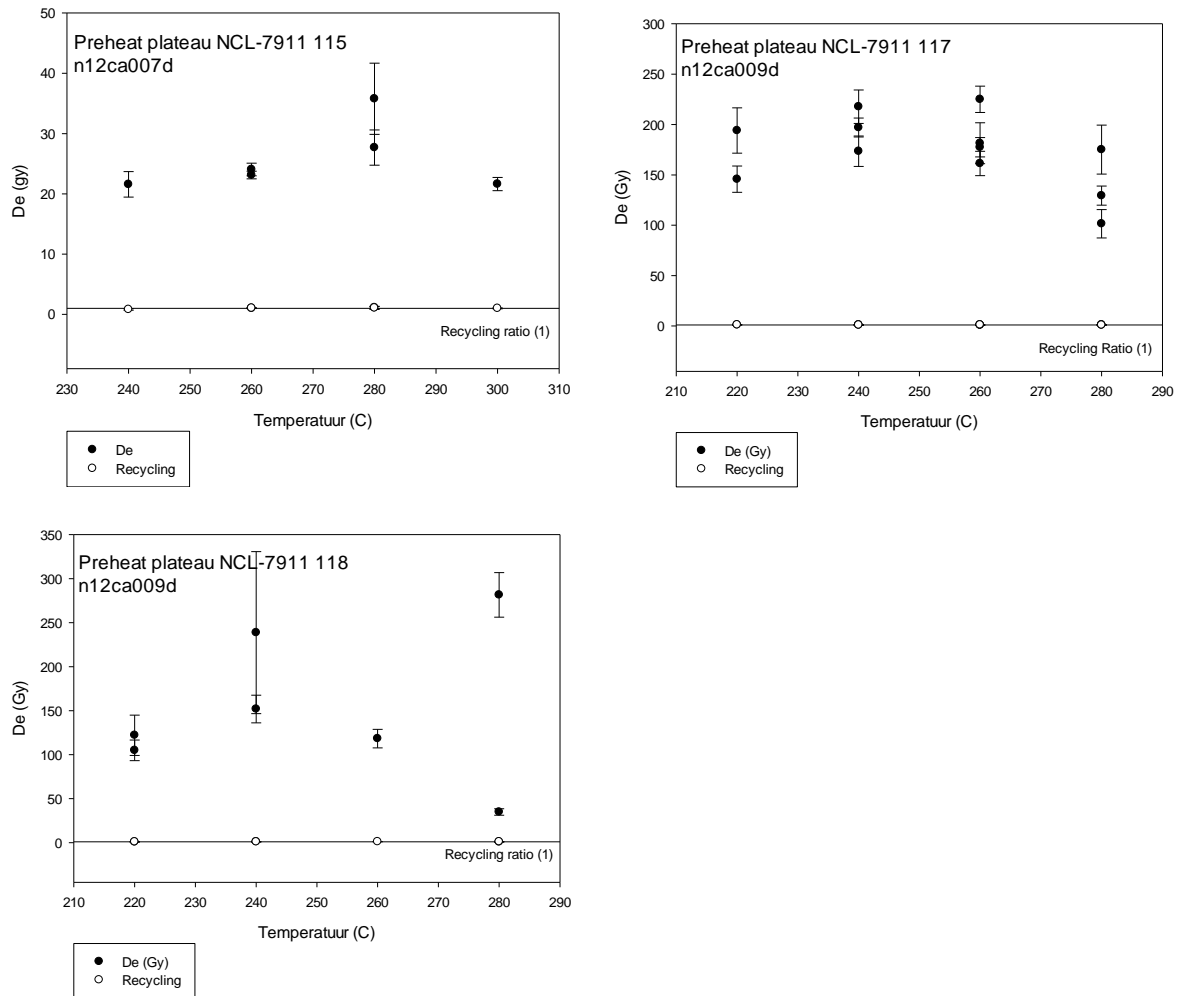 Preheat plateau NCL-7911 115
n12ca007d
De (gy)
50
40
30
20
10
0
Recycling ratio (1)
230 240 250 260 270 280 290 300 310
Temperatuur (C)
De
Recycling
Preheat plateau NCL-7911 117
n12ca009d
De (Gy)
300
250
200
150
100
50
0
Recycling Ratio (1)
210 220 230 240 250 260 270 280 290
Temperatuur (C)
De (Gy)
Recycling
Preheat plateau NCL-7911 118
n12ca009d
De (Gy)
350
300
250
200
150
100
50
0
Recycling ratio (1)
210 220 230 240 250 260 270 280 290
Temperatuur (C)
De (Gy)
Recycling